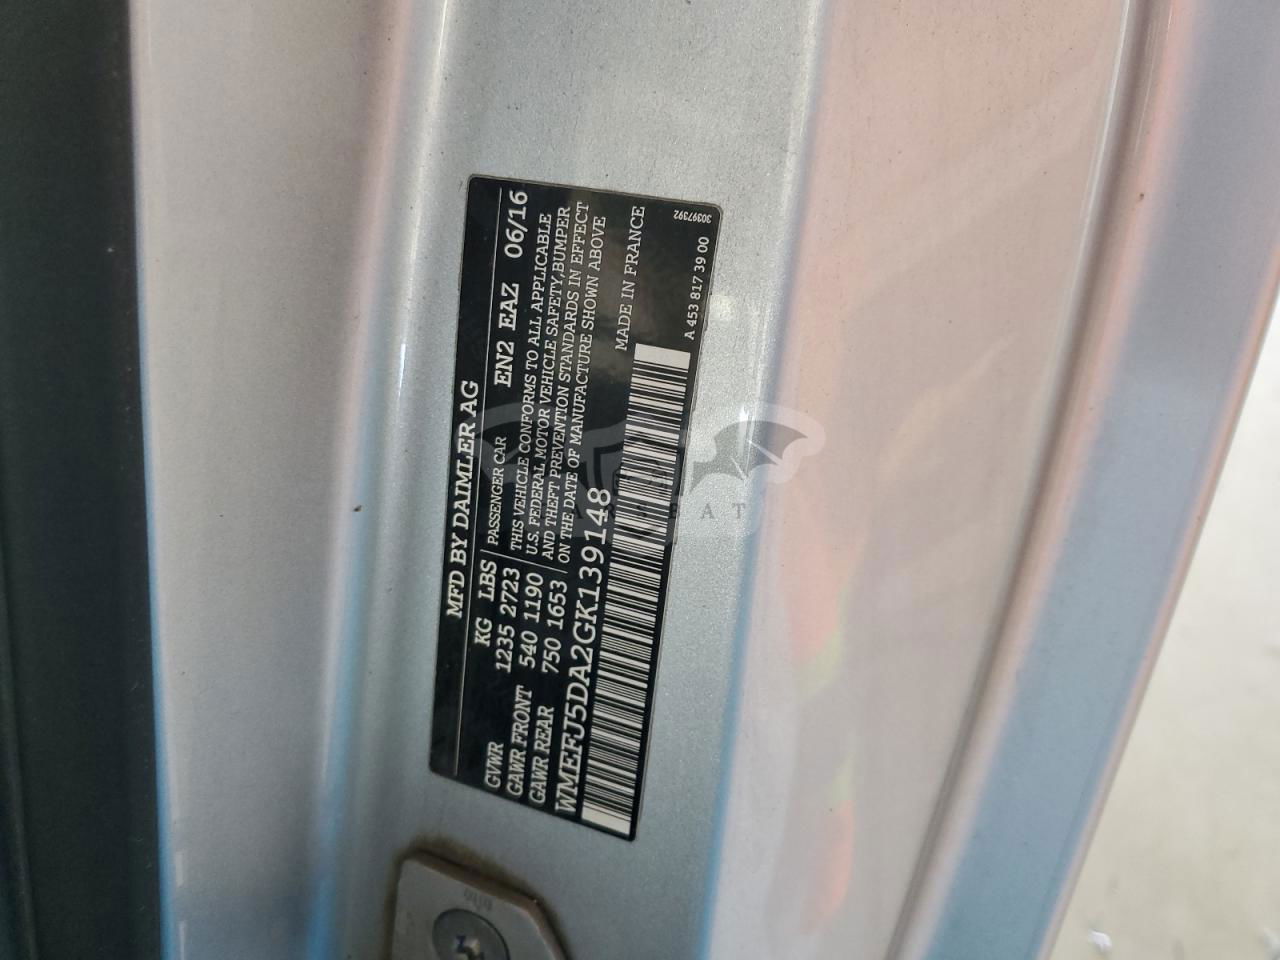 MFD BY DAIMLER AG
KG LBS
GVWR 1235 2723
GAWR FRONT 540 1190
GAWR REAR 750 1653
PASSENGER CAR EN2 EAZ 06/16
THIS VEHICLE CONFORMS TO ALL APPLICABLE
U.S. FEDERAL MOTOR VEHICLE SAFETY,BUMPER
AND THEFT PREVENTION STANDARDS IN EFFECT
ON THE DATE OF MANUFACTURE SHOWN ABOVE
WMEFJ5DA2GK139148
MADE IN FRANCE
A 453 817 39 00
30397392